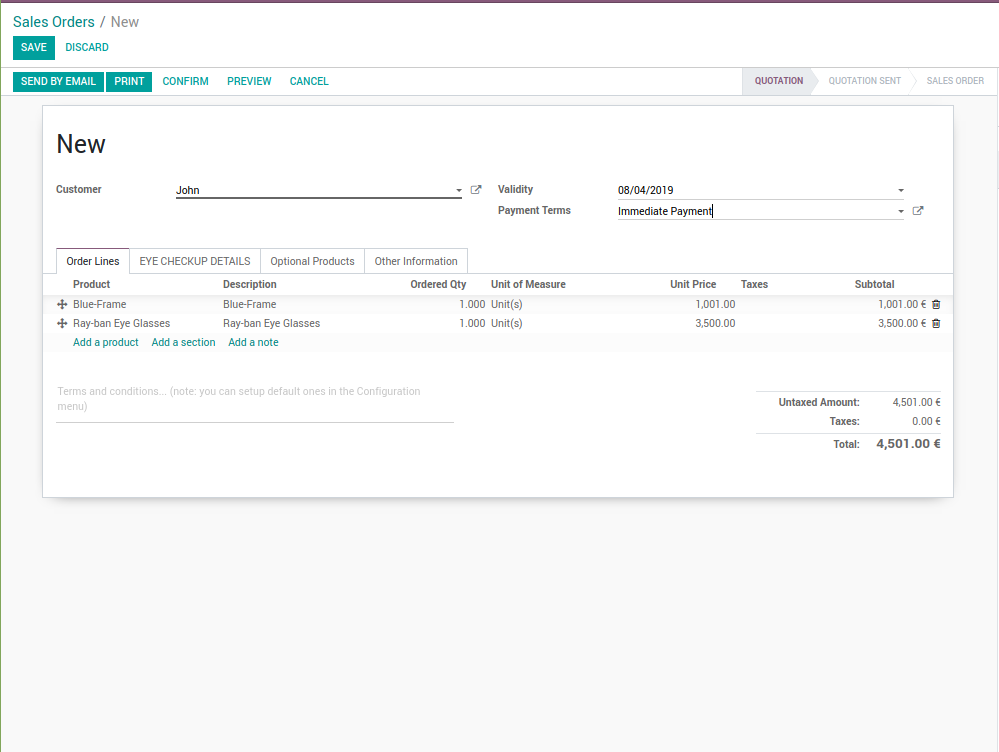 Sales Orders / New
SAVE DISCARD
SEND BY EMAIL PRINT CONFIRM PREVIEW CANCEL QUOTATION QUOTATION SENT SALES ORDER
New
Customer John Validity 08/04/2019
Payment Terms Immediate Payment
Order Lines EYE CHECKUP DETAILS Optional Products Other Information
Product Description Ordered Qty Unit of Measure Unit Price Taxes Subtotal
Blue-Frame Blue-Frame 1.000 Unit(s) 1,001.00 1,001.00 €
Ray-ban Eye Glasses Ray-ban Eye Glasses 1.000 Unit(s) 3,500.00 3,500.00 €
Add a product Add a section Add a note
Terms and conditions... (note: you can setup default ones in the Configuration
menu)
Untaxed Amount: 4,501.00 €
Taxes: 0.00 €
Total: 4,501.00 €